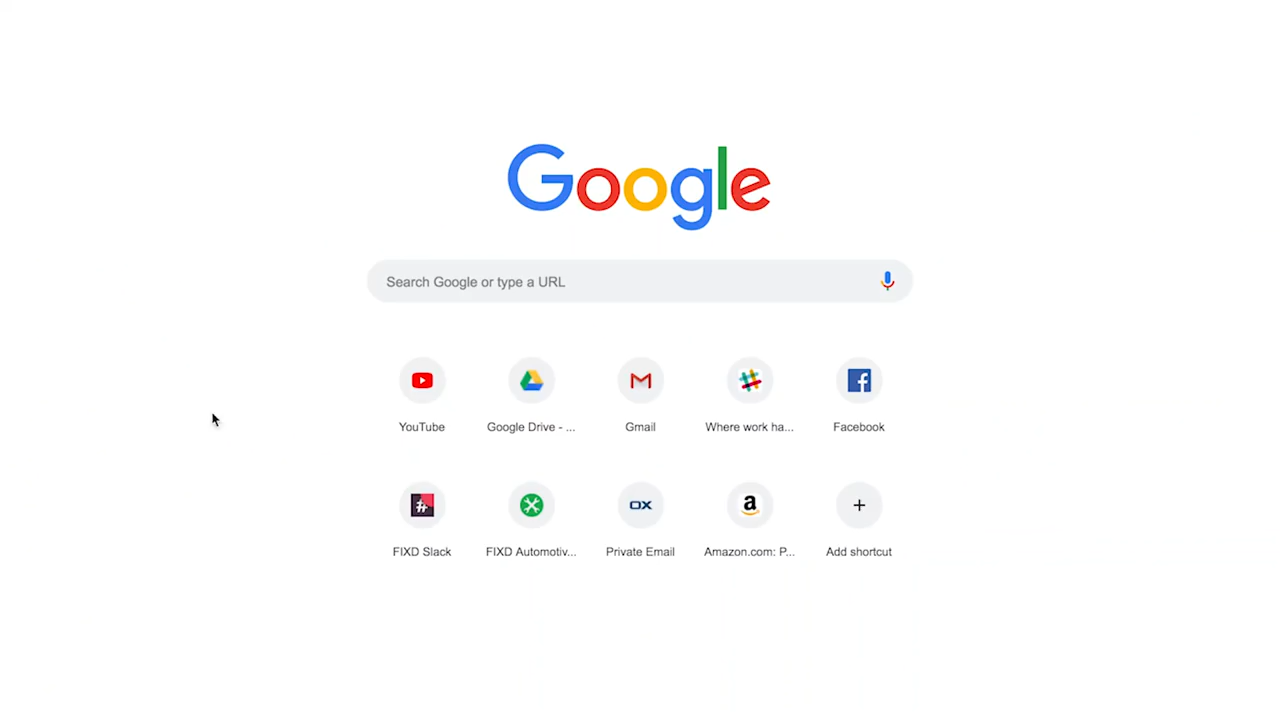 Google
Search Google or type a URL
YouTube
Google Drive - ...
Gmail
Where work ha...
Facebook
#
OX
a
FIXD Slack
FIXD Automotiv...
Private Email
Amazon.com: P...
Add shortcut